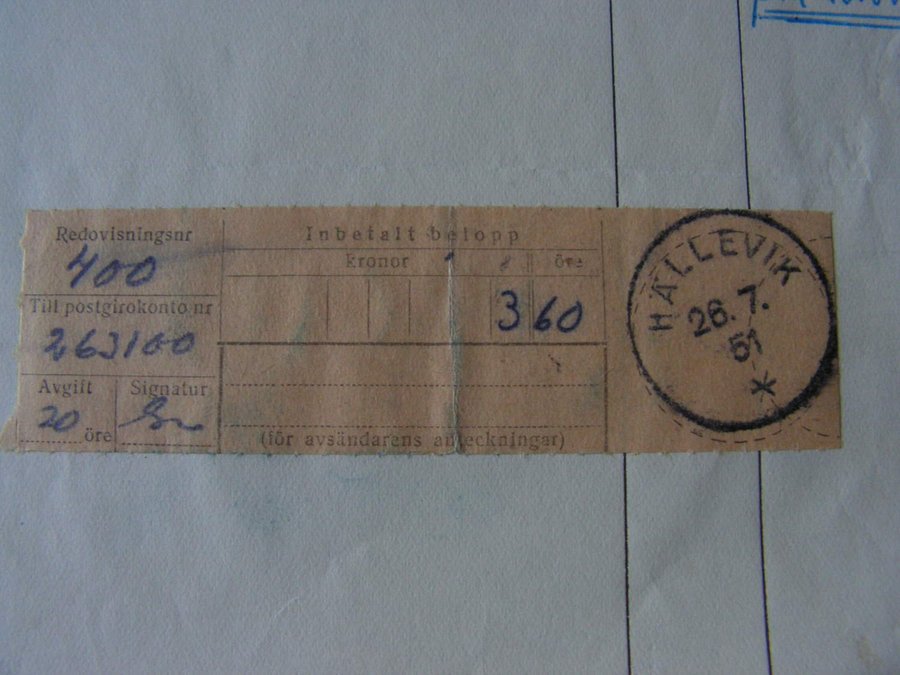 Redovisningsnr
400
Till postgirokonto nr
263100
Avgift
20 öre
Signatur
Inbetalt belopp
kronor öre
3 60
(för avsändarens anteckningar)
HÄLLEVIK
26.7.
51
*